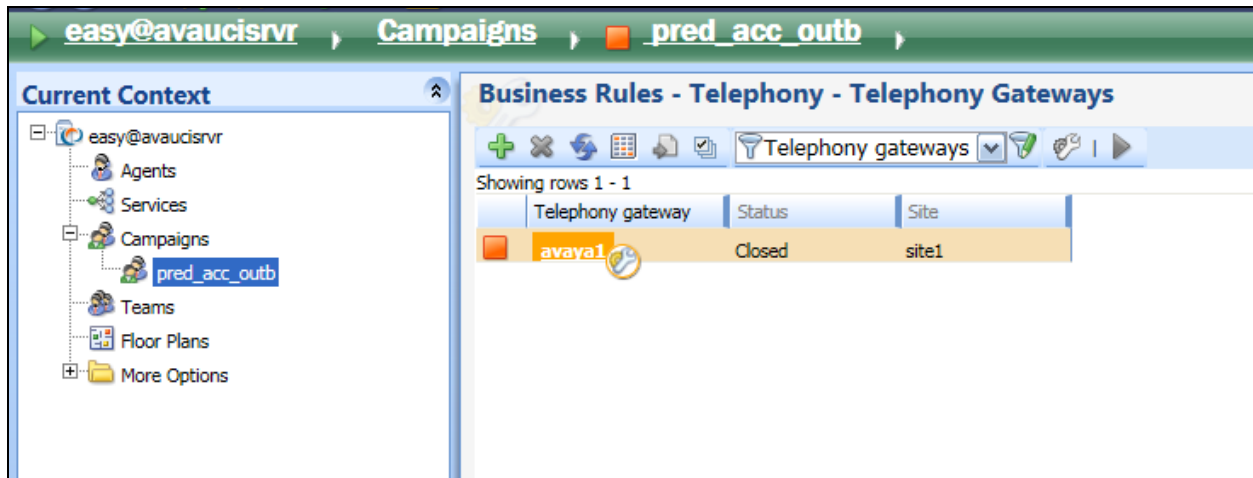 easy@avaucisrvr Campaigns pred_acc_outb
Current Context
easy@avaucisrvr
Agents
Services
Campaigns
pred_acc_outb
Teams
Floor Plans
More Options
Business Rules - Telephony - Telephony Gateways
Telephony gateways
Showing rows 1 - 1
Telephony gateway Status Site
avaya1 Closed site1